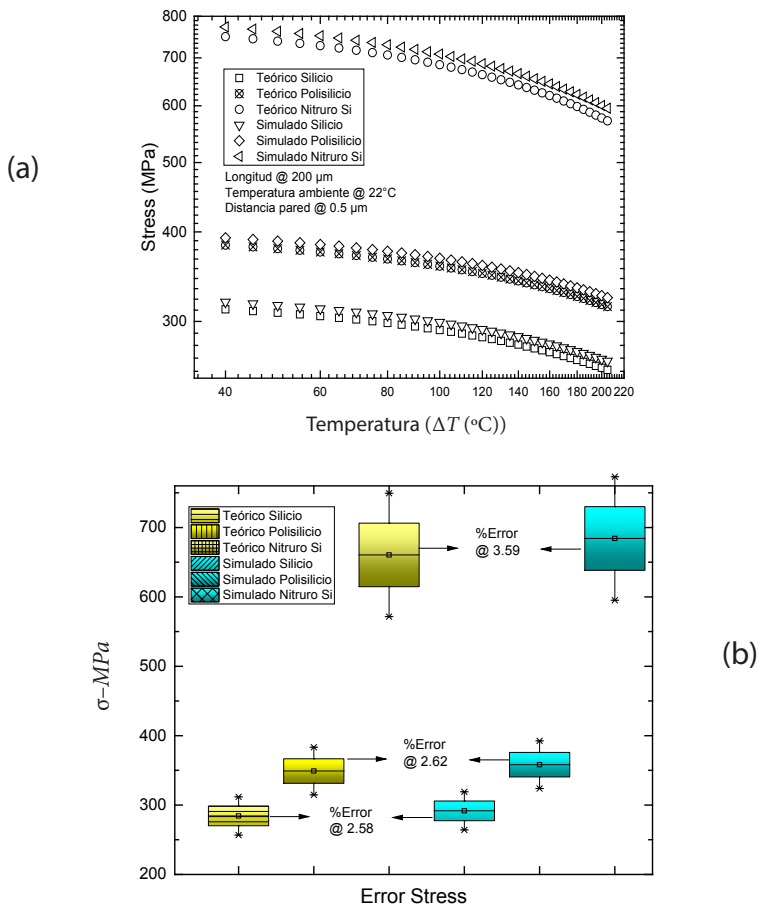 (a)
800
700
600
500
400
300
Stress (MPa)
Teórico Silicio
Teórico Polisilicio
Teórico Nitruro Si
Simulado Silicio
Simulado Polisilicio
Simulado Nitruro Si
Longitud @ 200 µm
Temperatura ambiente @ 22°C
Distancia pared @ 0.5 µm
40 60 80 100 120 140 160 180 200 220
Temperatura (ΔT (ºC))
(b)
700
600
500
400
300
200
σ–MPa
Teórico Silicio
Teórico Polisilicio
Teórico Nitruro Si
Simulado Silicio
Simulado Polisilicio
Simulado Nitruro Si
%Error
@ 3.59
%Error
@ 2.62
%Error
@ 2.58
Error Stress